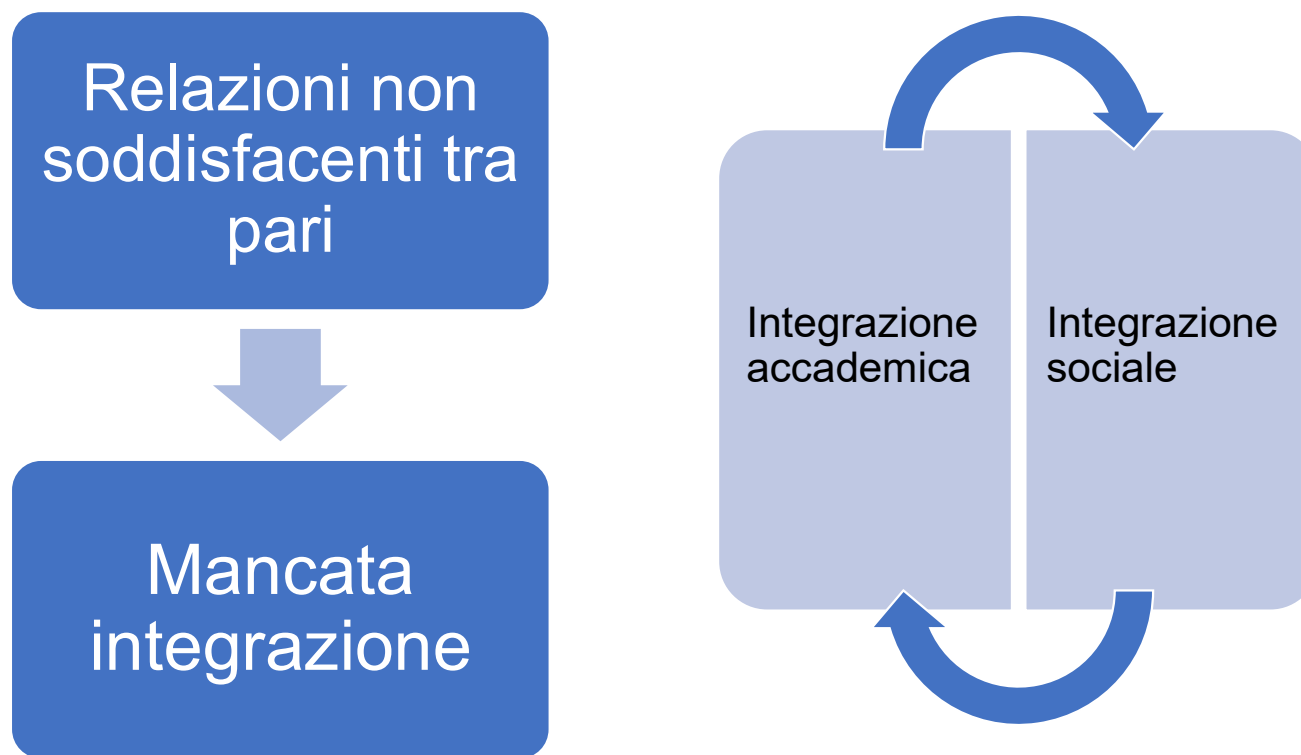 Relazioni non
soddisfacenti tra
pari
Mancata
integrazione
Integrazione
accademica
Integrazione
sociale